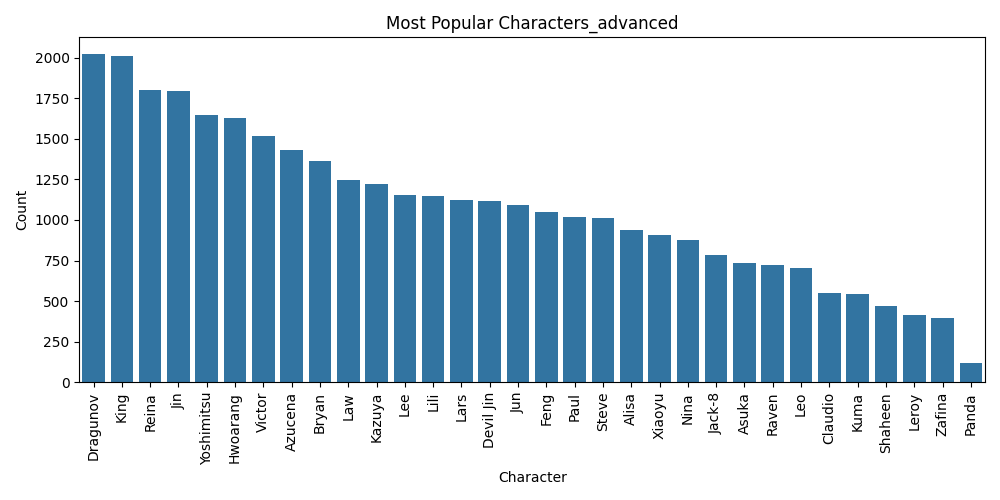 Most Popular Characters_advanced
Count
2000
1750
1500
1250
1000
750
500
250
0
Dragunov
King
Reina
Jin
Yoshimitsu
Hwoarang
Victor
Azucena
Bryan
Law
Kazuya
Lee
Lili
Lars
Devil Jin
Jun
Feng
Paul
Steve
Alisa
Xiaoyu
Nina
Jack-8
Asuka
Raven
Leo
Claudio
Kuma
Shaheen
Leroy
Zafina
Panda
Character